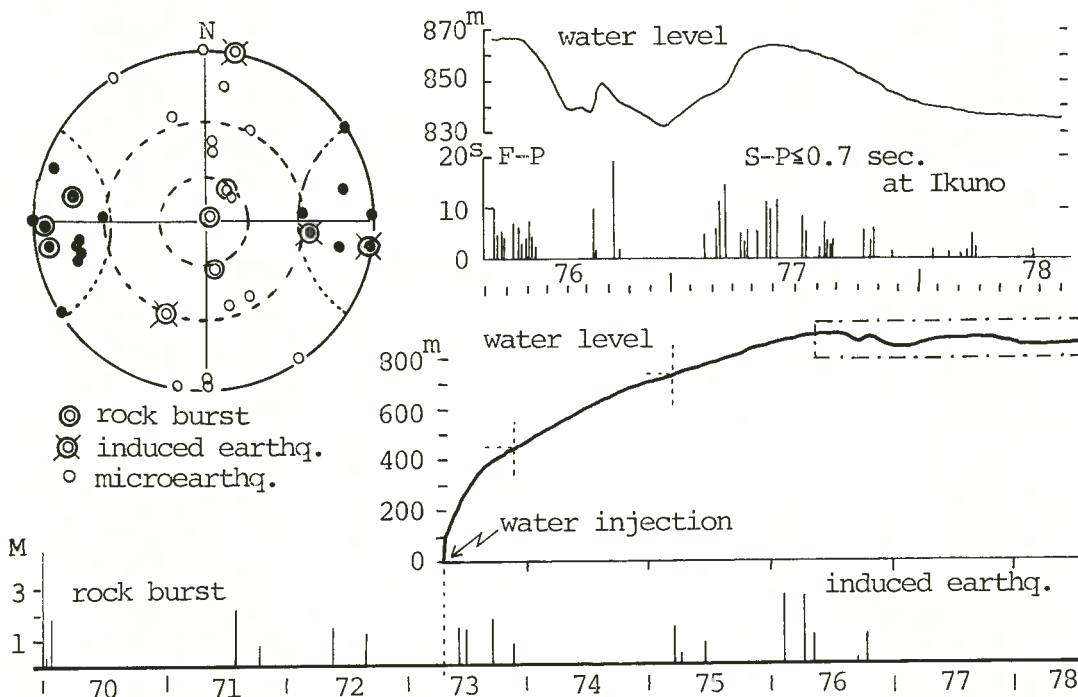 N
rock burst
induced earthq.
microearthq.
870m
850
830
water level
s F-P
20
10
0
S-P≦0.7 sec.
at Ikuno
76 77 78
water level
800m
600
400
200
0
water injection
M
3
1
rock burst
induced earthq.
70 71 72 73 74 75 76 77 78